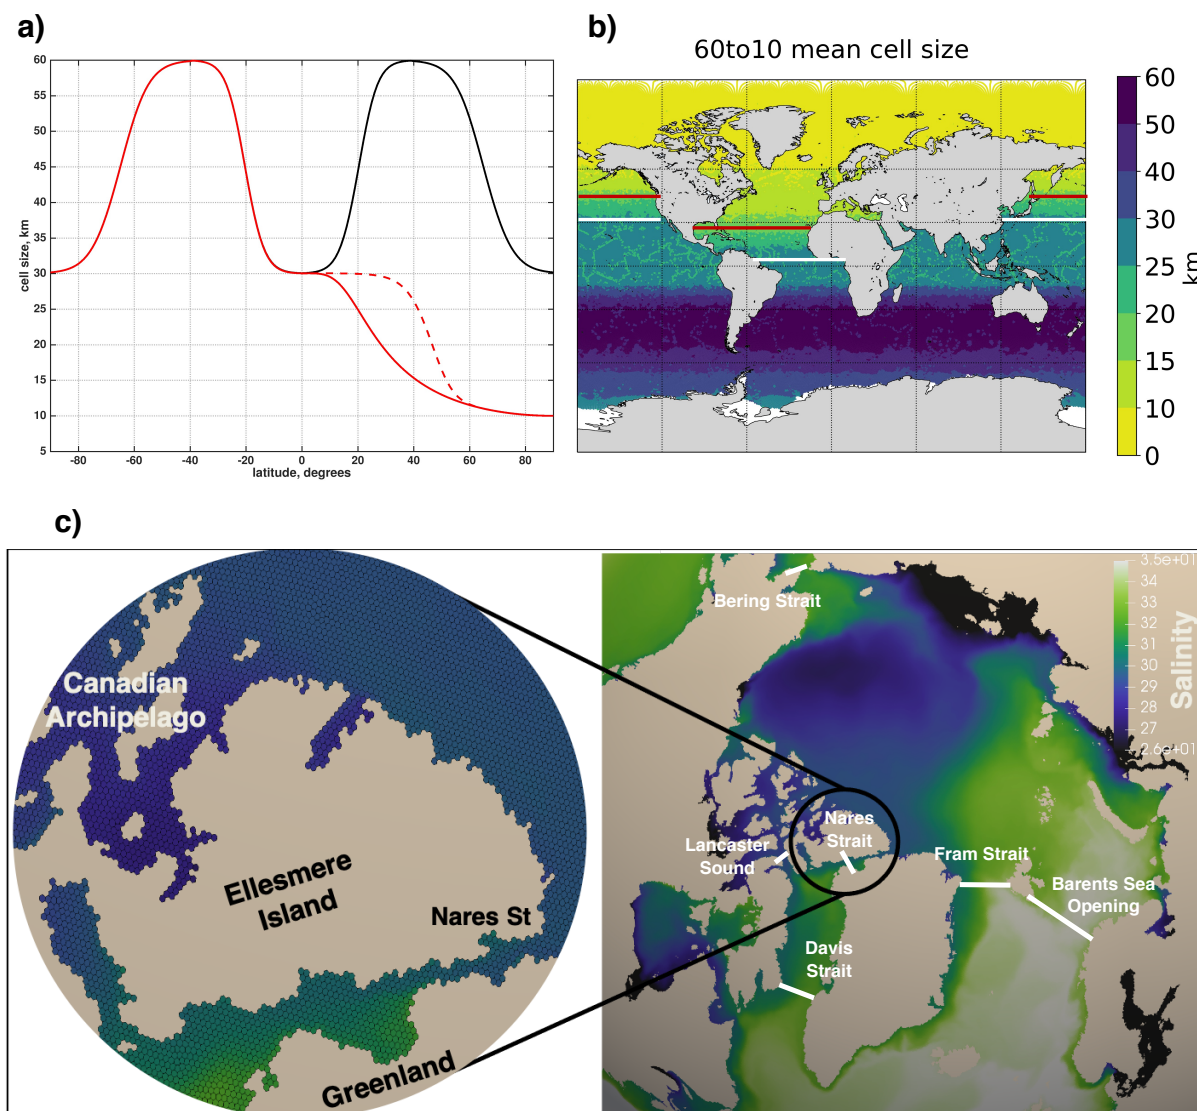 a)
60
55
50
45
40
35
30
25
20
15
10
5
cell size, km
-80
-60
-40
-20
0
20
40
60
80
latitude, degrees
b)
60to10 mean cell size
60
50
40
30
25
20
15
10
0
km
c)
Canadian
Archipelago
Ellesmere
Island
Nares St
Greenland
Bering Strait
Lancaster
Sound
Nares
Strait
Fram Strait
Barents Sea
Opening
Davis
Strait
3.5e+01
34
33
32
31
30
29
28
27
2.6e+01
Salinity